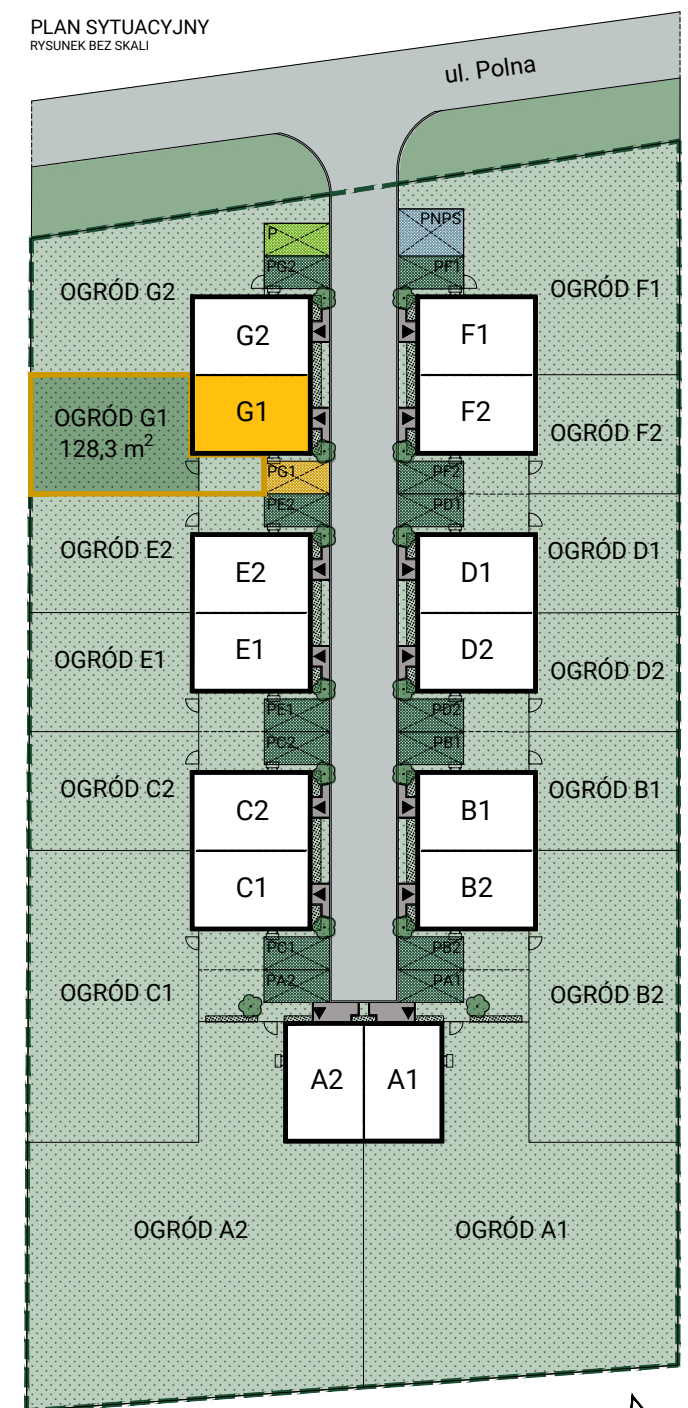 PLAN SYTUACYJNY
RYSUNEK BEZ SKALI
ul. Polna
P
PNPS
PG2
PF1
OGRÓD G2
OGRÓD F1
G2
F1
G1
F2
OGRÓD G1
128,3 m²
OGRÓD F2
PG1
PF2
PE2
PD1
OGRÓD E2
OGRÓD D1
E2
D1
E1
D2
OGRÓD E1
OGRÓD D2
PE1
PD2
PC2
PB1
OGRÓD C2
OGRÓD B1
C2
B1
C1
B2
PC1
PB2
PA2
PA1
OGRÓD C1
OGRÓD B2
A2
A1
OGRÓD A2
OGRÓD A1